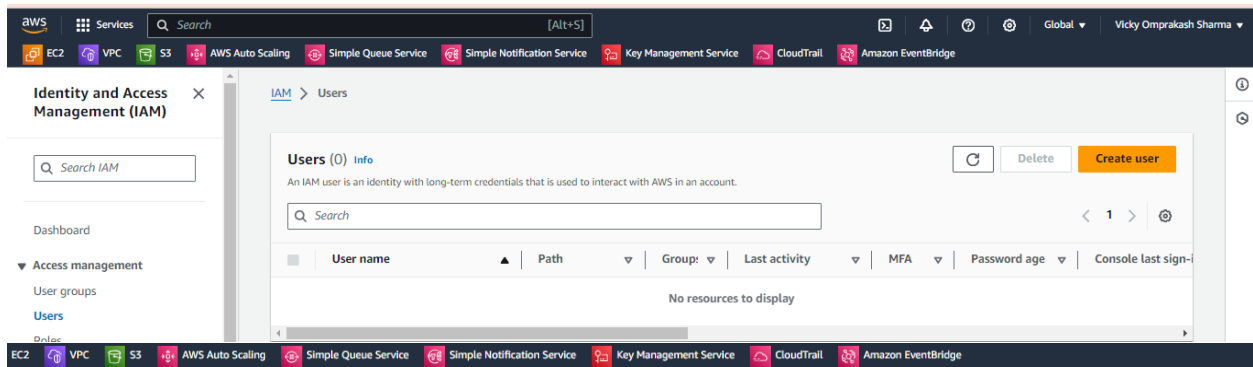 aws Services Search [Alt+S] Global Vicky Omprakash Sharma
EC2 VPC S3 AWS Auto Scaling Simple Queue Service Simple Notification Service Key Management Service CloudTrail Amazon EventBridge
Identity and Access
Management (IAM)
Search IAM
Dashboard
Access management
User groups
Users
Roles
IAM > Users
Users (0) Info
Delete
Create user
An IAM user is an identity with long-term credentials that is used to interact with AWS in an account.
Search
1
User name Path Groups Last activity MFA Password age Console last sign-i
No resources to display
EC2 VPC S3 AWS Auto Scaling Simple Queue Service Simple Notification Service Key Management Service CloudTrail Amazon EventBridge